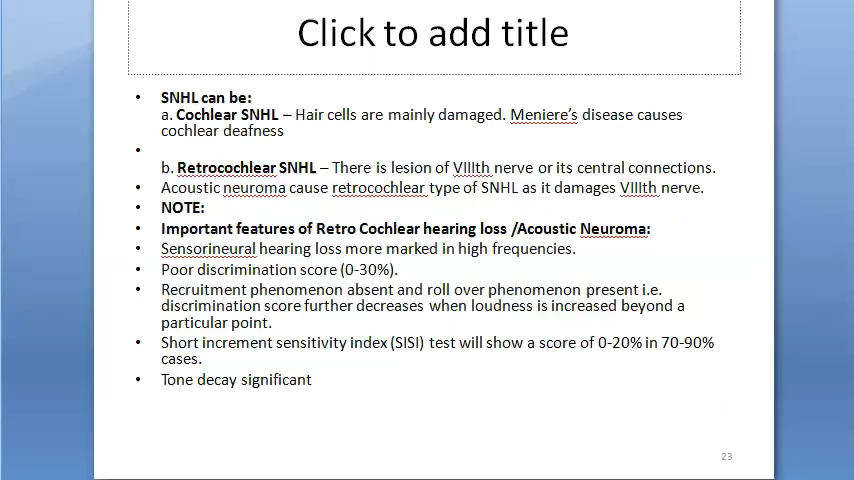 Click to add title
• SNHL can be:
a. Cochlear SNHL – Hair cells are mainly damaged. Meniere's disease causes
cochlear deafness
•
b. Retrocochlear SNHL – There is lesion of VIIIth nerve or its central connections.
• Acoustic neuroma cause retrocochlear type of SNHL as it damages VIIIth nerve.
• NOTE:
• Important features of Retro Cochlear hearing loss /Acoustic Neuroma:
• Sensorineural hearing loss more marked in high frequencies.
• Poor discrimination score (0-30%).
• Recruitment phenomenon absent and roll over phenomenon present i.e.
discrimination score further decreases when loudness is increased beyond a
particular point.
• Short increment sensitivity index (SISI) test will show a score of 0-20% in 70-90%
cases.
• Tone decay significant
23